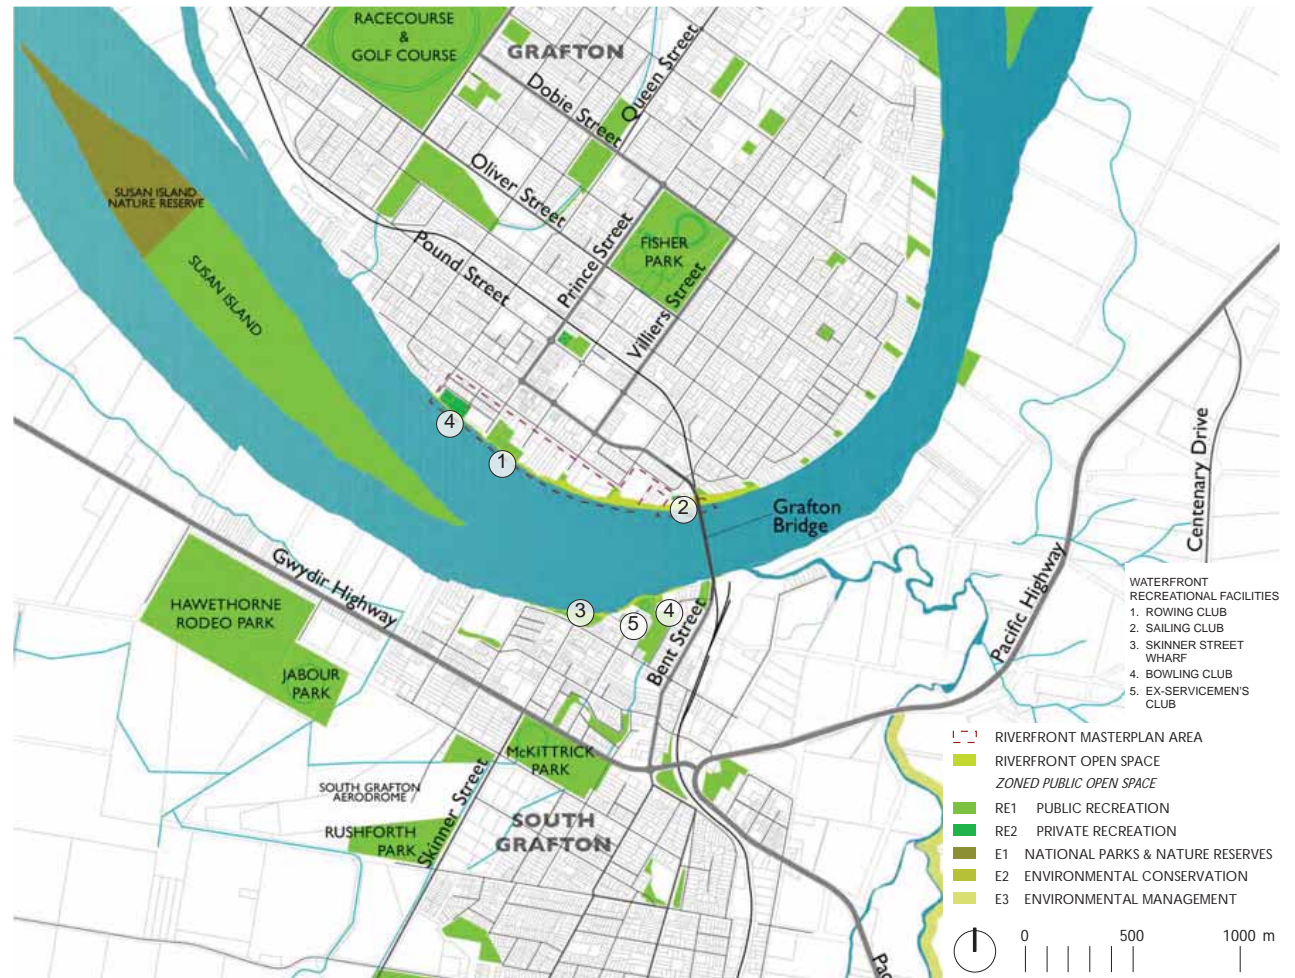 RACECOURSE
&
GOLF COURSE
GRAFTON
Queen Street
Dobie Street
Oliver Street
SUSAN ISLAND
NATURE RESERVE
Prince Street
FISHER
PARK
Pound Street
SUSAN ISLAND
Villiers Street
4
1
2
Grafton
Bridge
Centenary Drive
Gwydir Highway
Pacific Highway
HAWETHORNE
RODEO PARK
3
5
4
Bent Street
JABOUR
PARK
McKITTRICK
PARK
SOUTH GRAFTON
AERODROME
Skinner Street
RUSHFORTH
PARK
SOUTH
GRAFTON
Pac
WATERFRONT
RECREATIONAL FACILITIES
1. ROWING CLUB
2. SAILING CLUB
3. SKINNER STREET
WHARF
4. BOWLING CLUB
5. EX-SERVICEMEN'S
CLUB
RIVERFRONT MASTERPLAN AREA
RIVERFRONT OPEN SPACE
ZONED PUBLIC OPEN SPACE
RE1 PUBLIC RECREATION
RE2 PRIVATE RECREATION
E1 NATIONAL PARKS & NATURE RESERVES
E2 ENVIRONMENTAL CONSERVATION
E3 ENVIRONMENTAL MANAGEMENT
0 500 1000 m